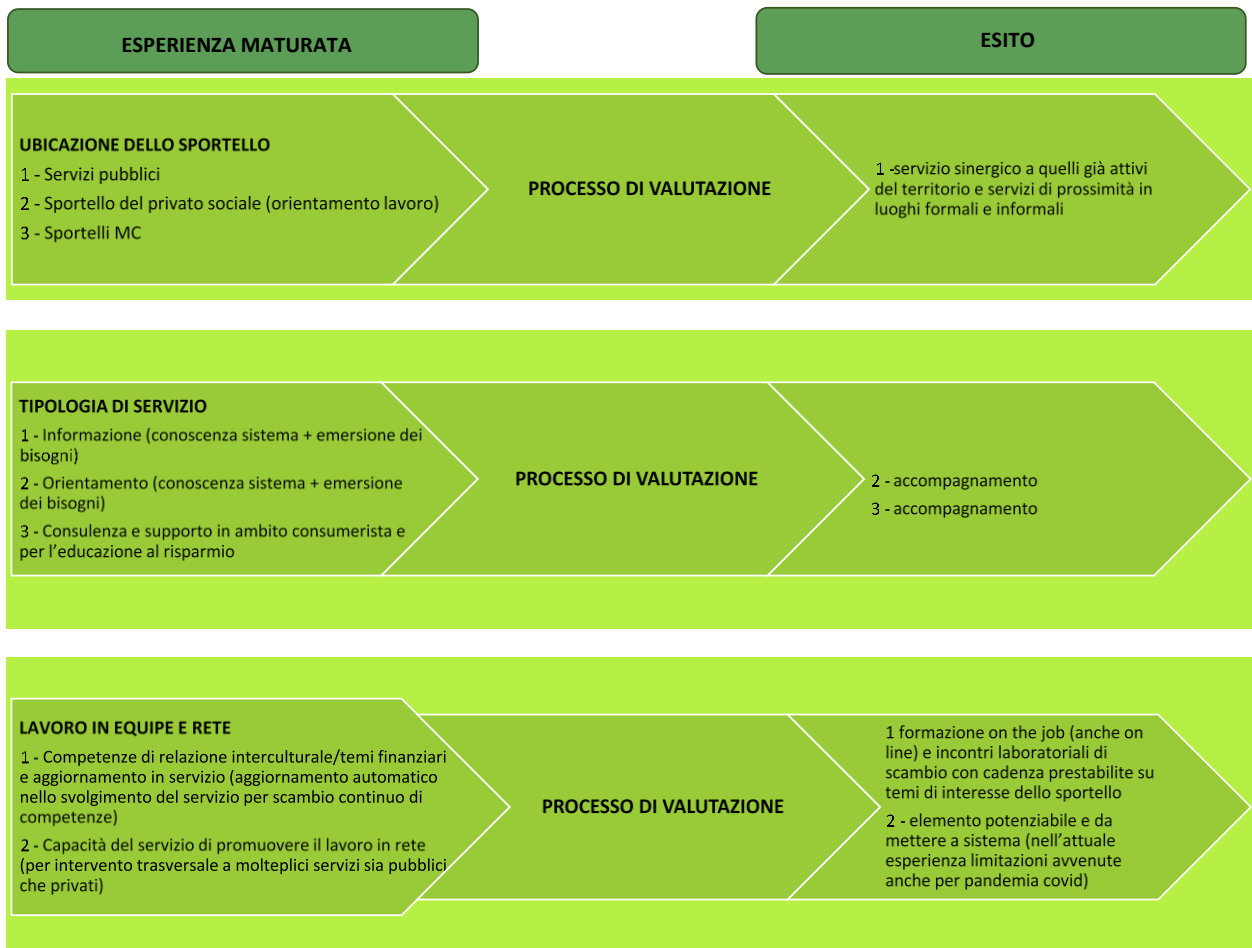 ESPERIENZA MATURATA
ESITO
UBICAZIONE DELLO SPORTELLO
1 - Servizi pubblici
2 - Sportello del privato sociale (orientamento lavoro)
3 - Sportelli MC
PROCESSO DI VALUTAZIONE
1 -servizio sinergico a quelli già attivi
del territorio e servizi di prossimità in
luoghi formali e informali
TIPOLOGIA DI SERVIZIO
1 - Informazione (conoscenza sistema + emersione dei
bisogni)
2 - Orientamento (conoscenza sistema + emersione
dei bisogni)
3 - Consulenza e supporto in ambito consumerista e
per l’educazione al risparmio
PROCESSO DI VALUTAZIONE
2 - accompagnamento
3 - accompagnamento
LAVORO IN EQUIPE E RETE
1 - Competenze di relazione interculturale/temi finanziari
e aggiornamento in servizio (aggiornamento automatico
nello svolgimento del servizio per scambio continuo di
competenze)
2 - Capacità del servizio di promuovere il lavoro in rete
(per intervento trasversale a molteplici servizi sia pubblici
che privati)
PROCESSO DI VALUTAZIONE
1 formazione on the job (anche on
line) e incontri laboratoriali di
scambio con cadenza prestabilite su
temi di interesse dello sportello
2 - elemento potenziabile e da
mettere a sistema (nell’attuale
esperienza limitazioni avvenute
anche per pandemia covid)